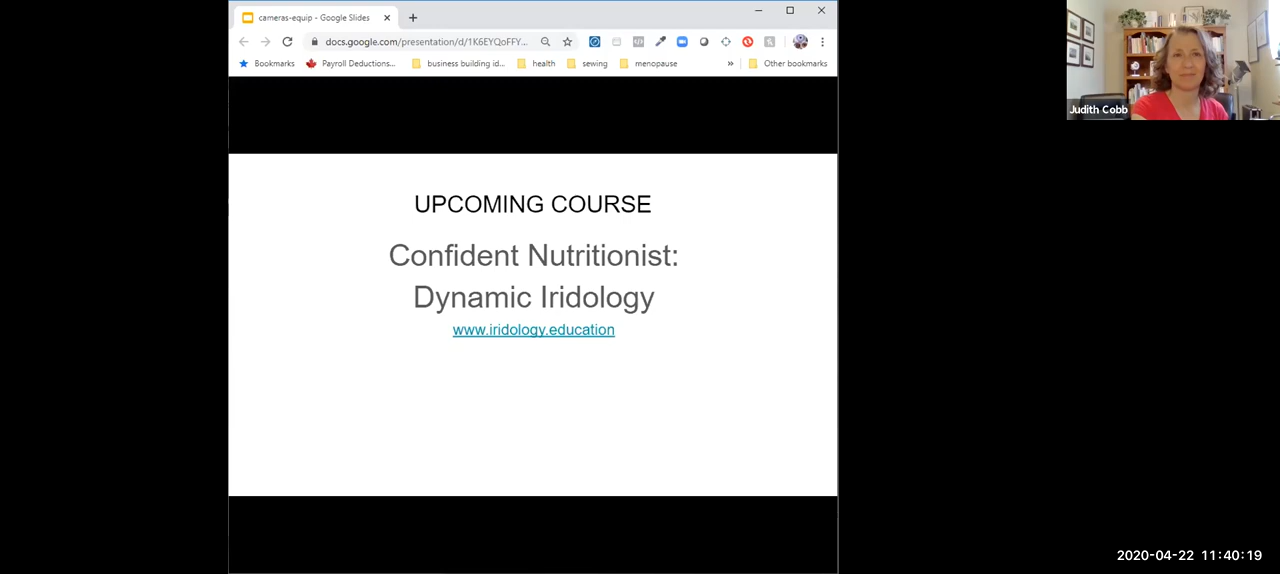 cameras-equip - Google Slides
docs.google.com/presentation/d/1K6EYQoFFY...
Bookmarks
Payroll Deductions...
business building id...
health
sewing
menopause
»
Other bookmarks
Judith Cobb
UPCOMING COURSE
Confident Nutritionist:
Dynamic Iridology
www.iridology.education
2020-04-22 11:40:19